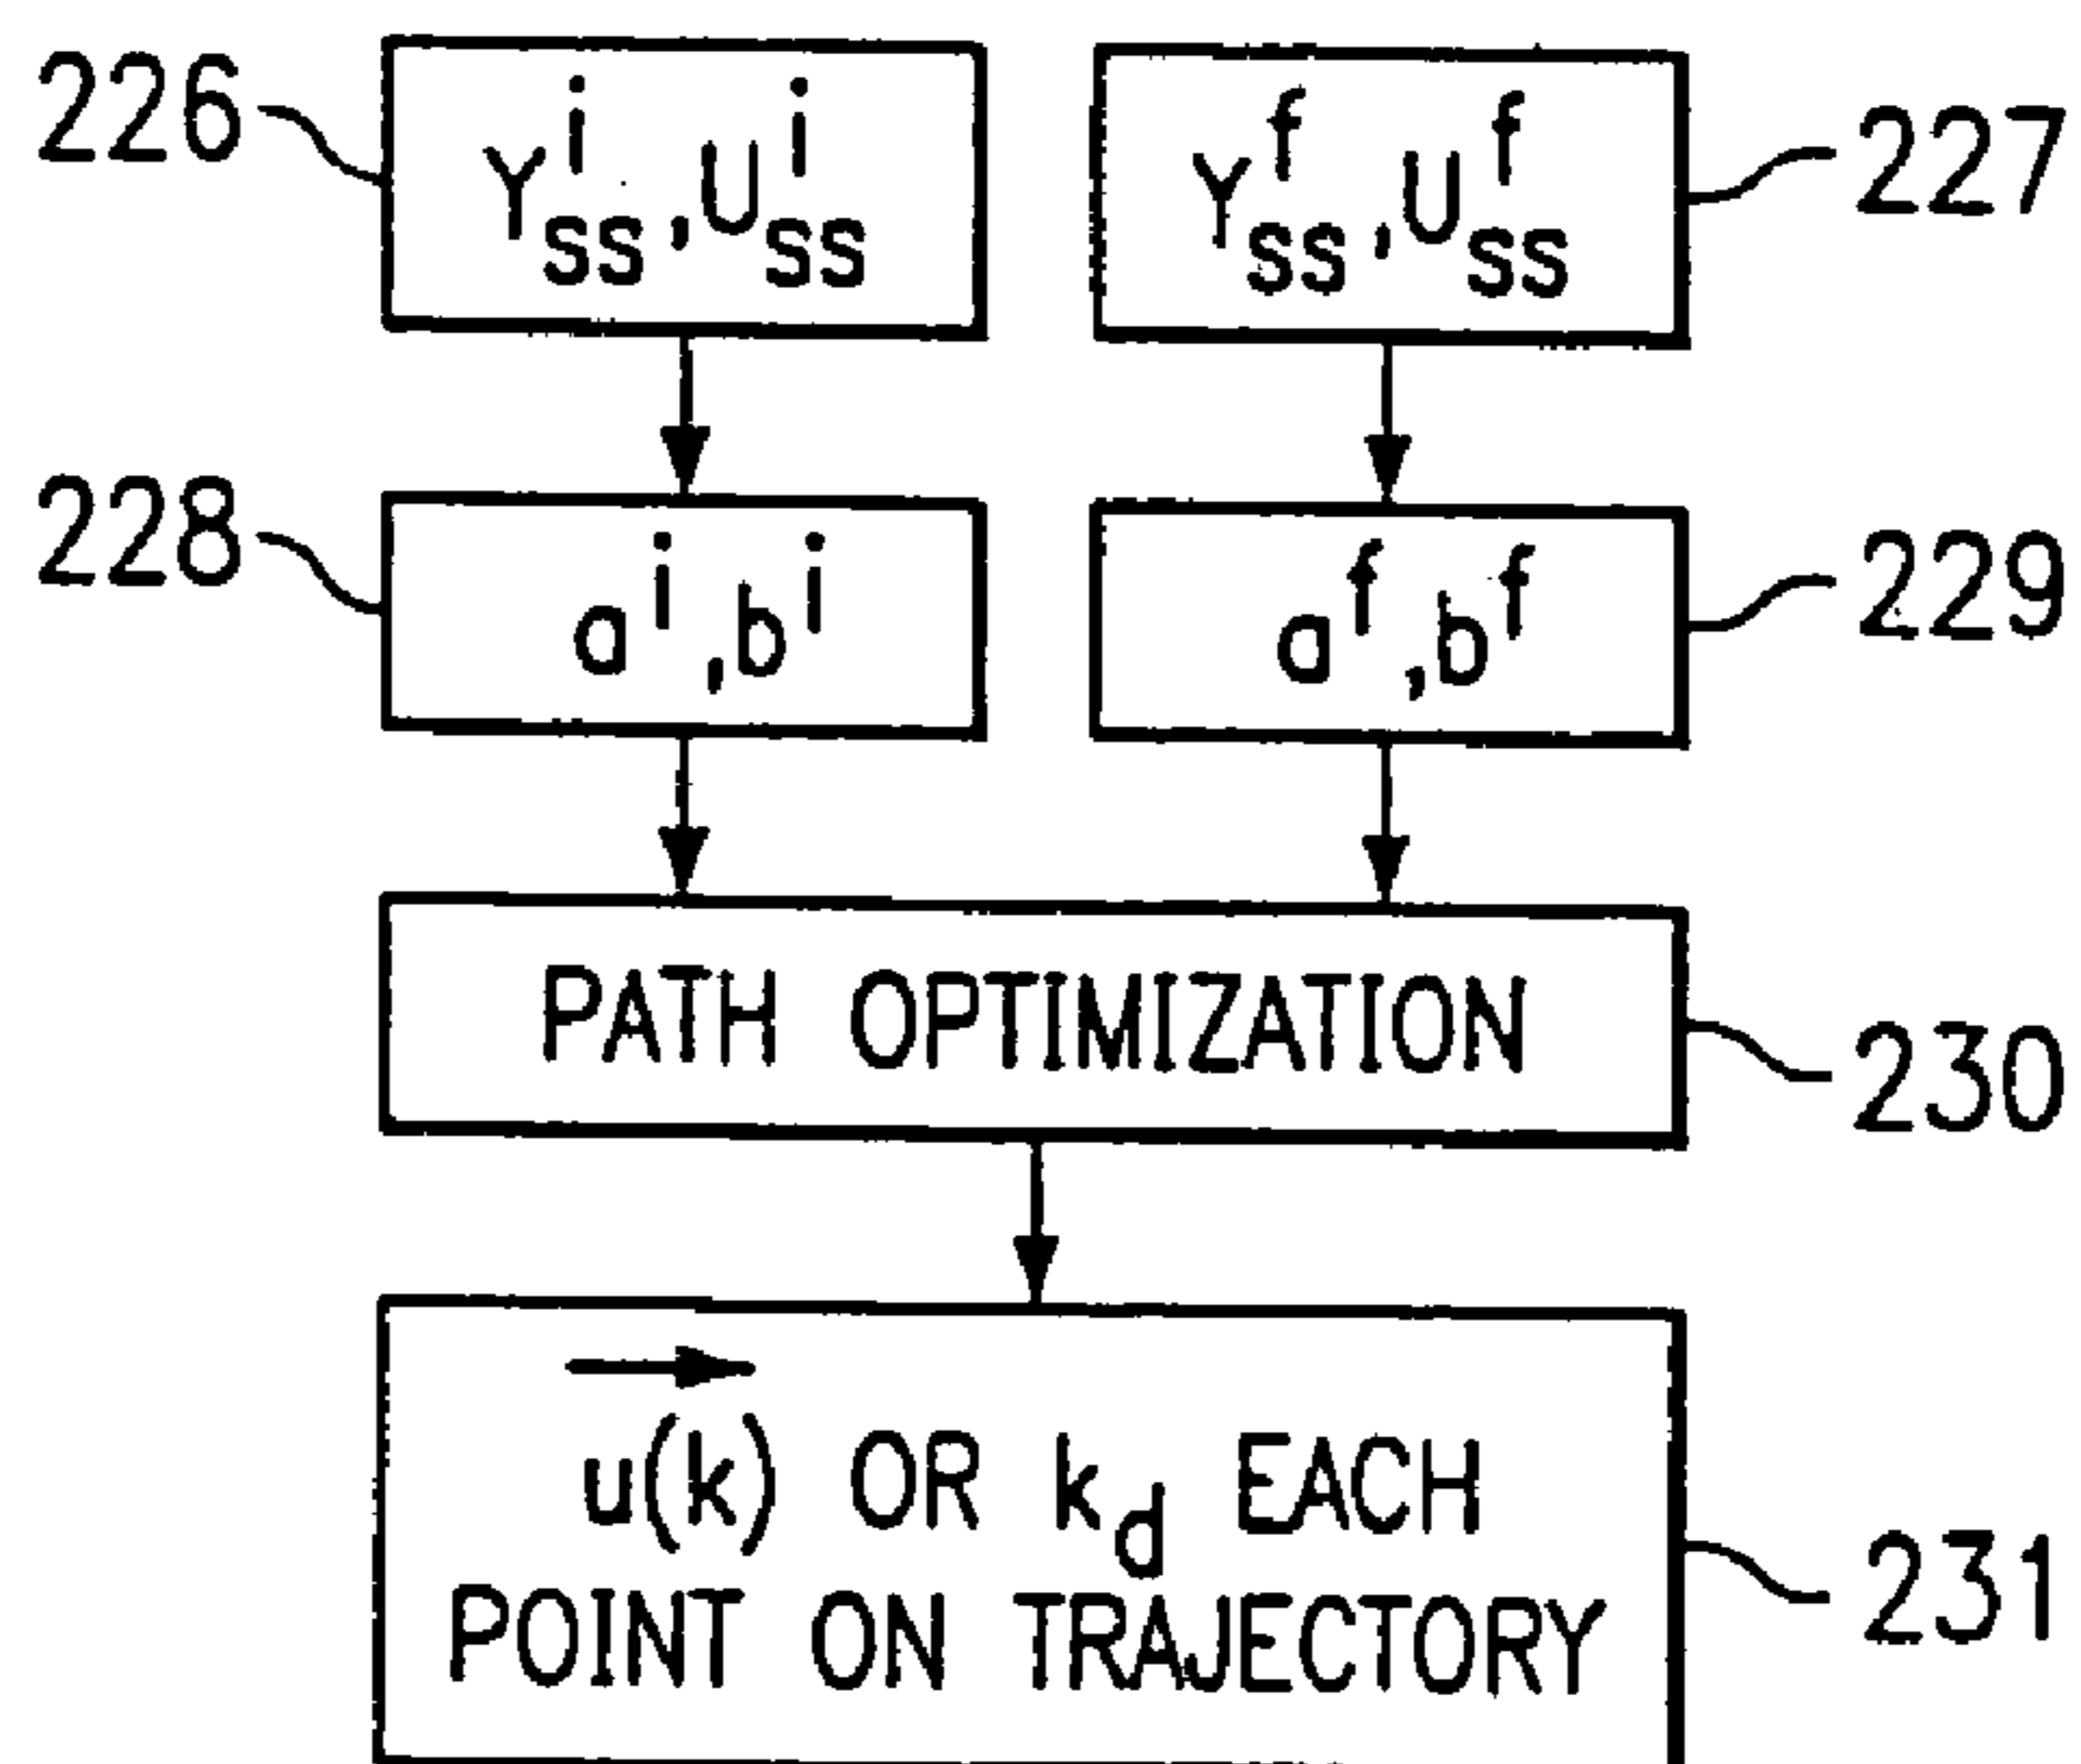 226 Y^i_ss, U^i_ss Y^f_ss, U^f_ss 227
228 a^i, b^i a^f, b^f 229
PATH OPTIMIZATION 230
u(k) OR k_d EACH
POINT ON TRAJECTORY 231